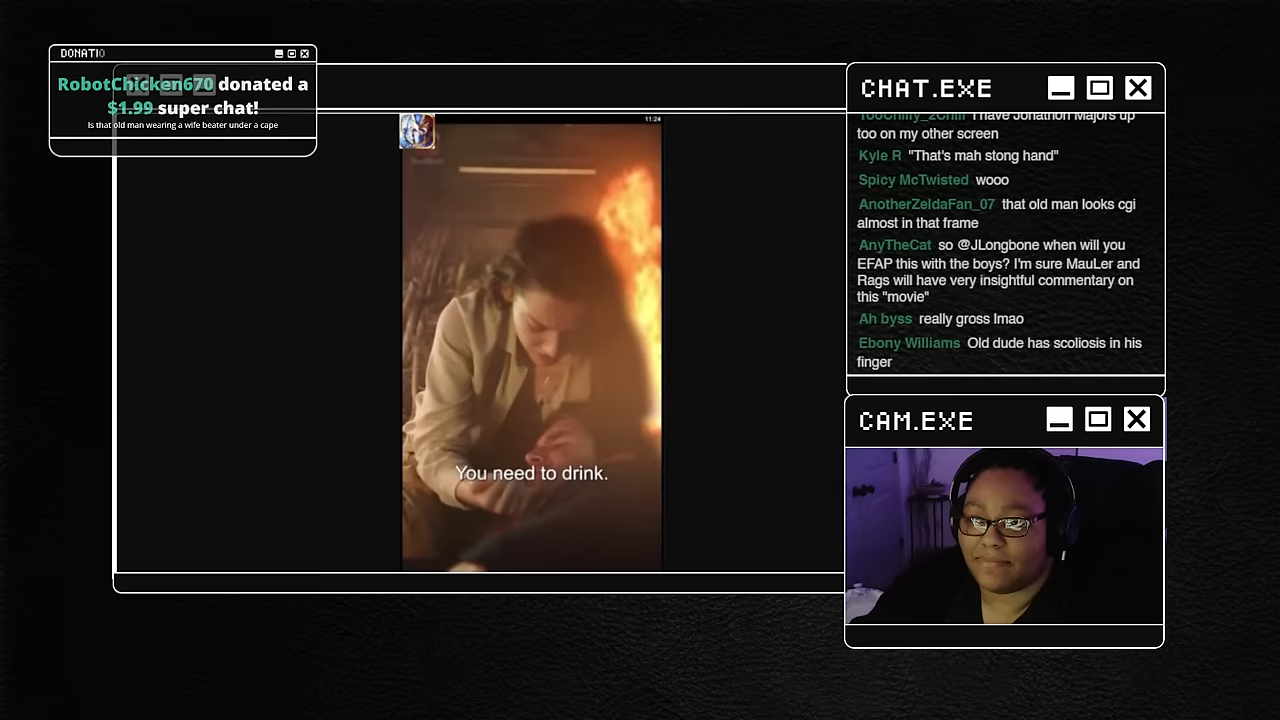 DONATIO
RobotChicken670 donated a
$1.99 super chat!
Is that old man wearing a wife beater under a cape
11:24
You need to drink.
CHAT.EXE
TooChilly_2Chill I have Jonathon Majors up
too on my other screen
Kyle R "That's mah stong hand"
Spicy McTwisted wooo
AnotherZeldaFan_07 that old man looks cgi
almost in that frame
AnyTheCat so @JLongbone when will you
EFAP this with the boys? I'm sure MauLer and
Rags will have very insightful commentary on
this "movie"
Ah byss really gross lmao
Ebony Williams Old dude has scoliosis in his
finger
CAM.EXE